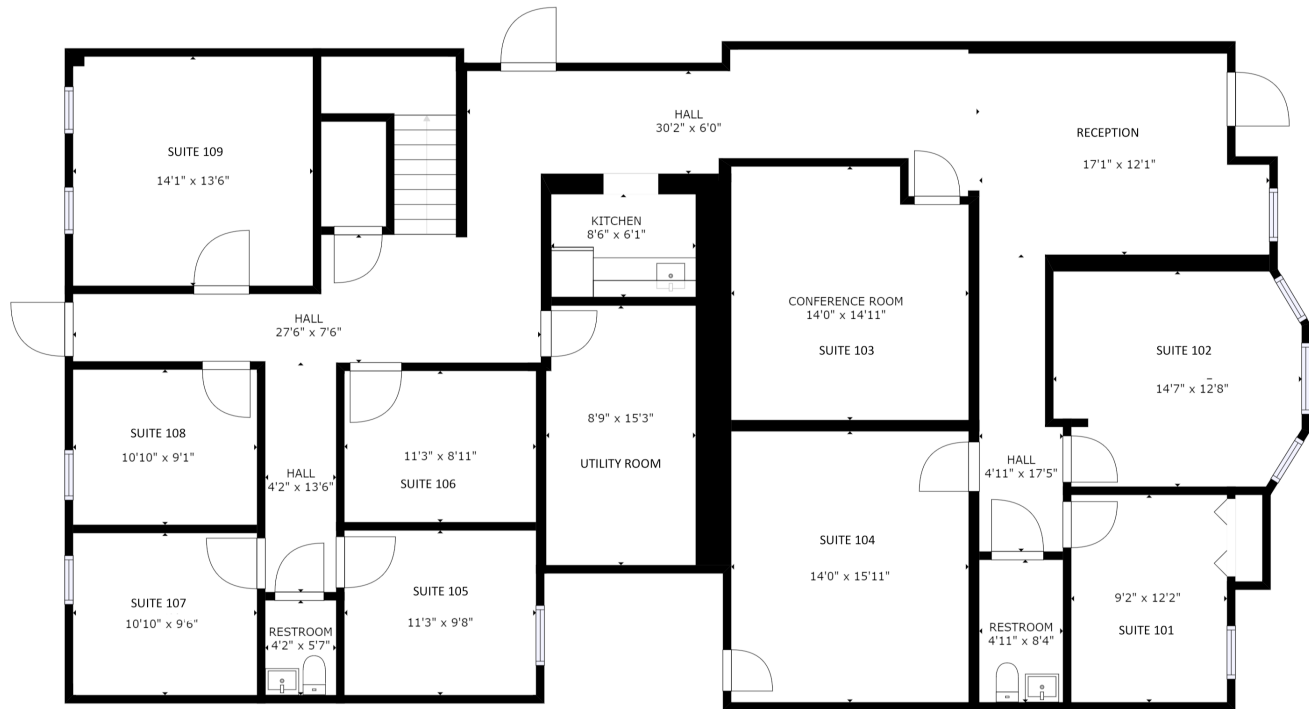 HALL
30'2" x 6'0"
RECEPTION
17'1" x 12'1"
SUITE 109
14'1" x 13'6"
KITCHEN
8'6" x 6'1"
CONFERENCE ROOM
14'0" x 14'11"
SUITE 103
HALL
27'6" x 7'6"
SUITE 102
14'7" x 12'8"
SUITE 108
10'10" x 9'1"
HALL
4'2" x 13'6"
11'3" x 8'11"
SUITE 106
8'9" x 15'3"
UTILITY ROOM
HALL
4'11" x 17'5"
SUITE 104
14'0" x 15'11"
SUITE 107
10'10" x 9'6"
RESTROOM
4'2" x 5'7"
SUITE 105
11'3" x 9'8"
RESTROOM
4'11" x 8'4"
9'2" x 12'2"
SUITE 101